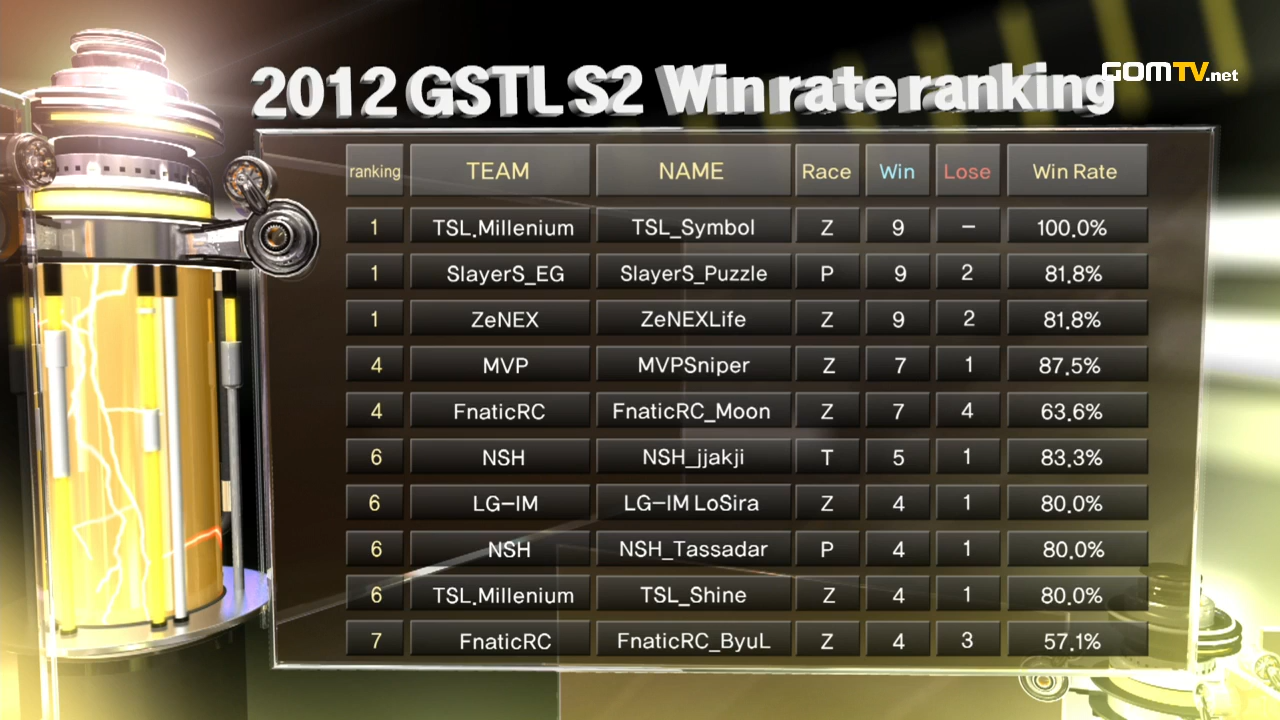 GOMTV.net
2012 GSTL S2 Win rate ranking
ranking TEAM NAME Race Win Lose Win Rate
1 TSL.Millenium TSL_Symbol Z 9 – 100.0%
1 SlayerS_EG SlayerS_Puzzle P 9 2 81.8%
1 ZeNEX ZeNEXLife Z 9 2 81.8%
4 MVP MVPSniper Z 7 1 87.5%
4 FnaticRC FnaticRC_Moon Z 7 4 63.6%
6 NSH NSH_jjakji T 5 1 83.3%
6 LG-IM LG-IM LoSira Z 4 1 80.0%
6 NSH NSH_Tassadar P 4 1 80.0%
6 TSL.Millenium TSL_Shine Z 4 1 80.0%
7 FnaticRC FnaticRC_ByuL Z 4 3 57.1%